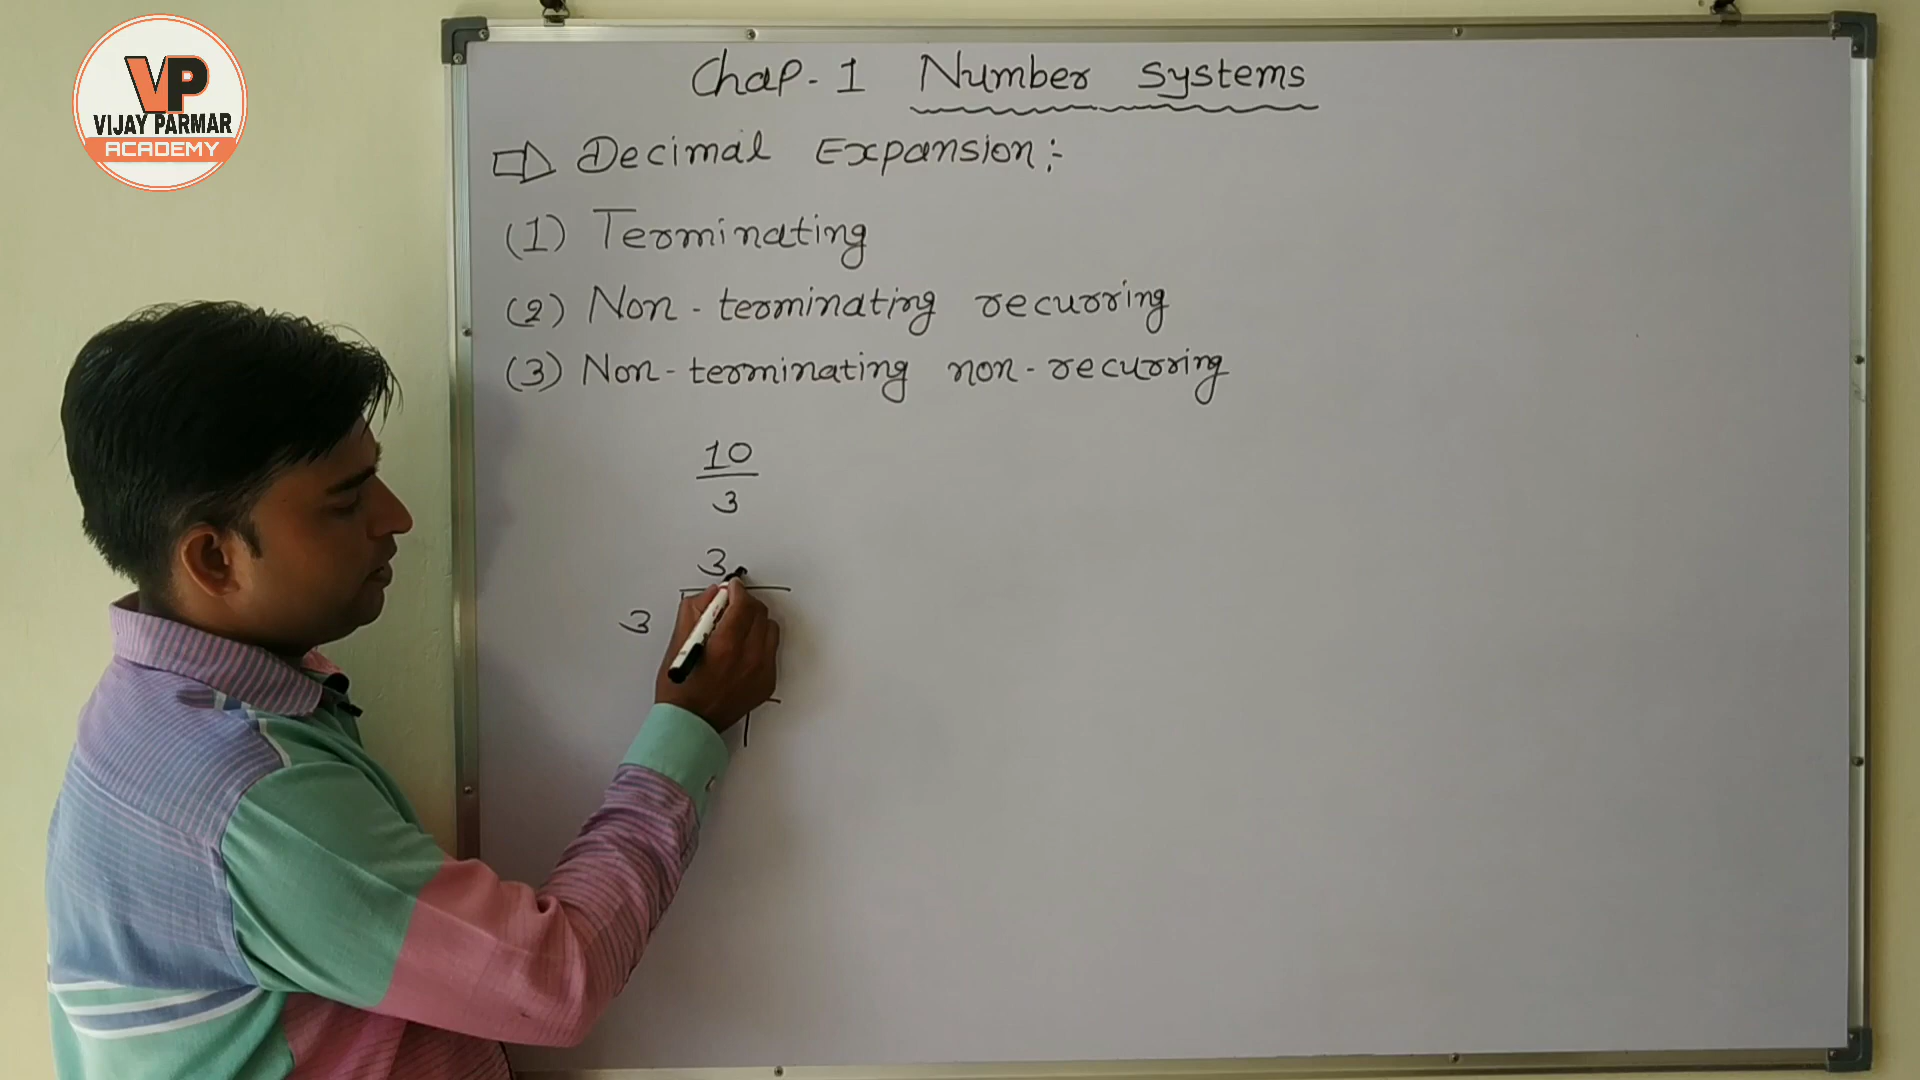 VP
VIJAY PARMAR
ACADEMY
Chap-1 Number Systems
Decimal Expansion:-
(1) Terminating
(2) Non-terminating recurring
(3) Non-terminating non-recurring
10
3
3.
3
1